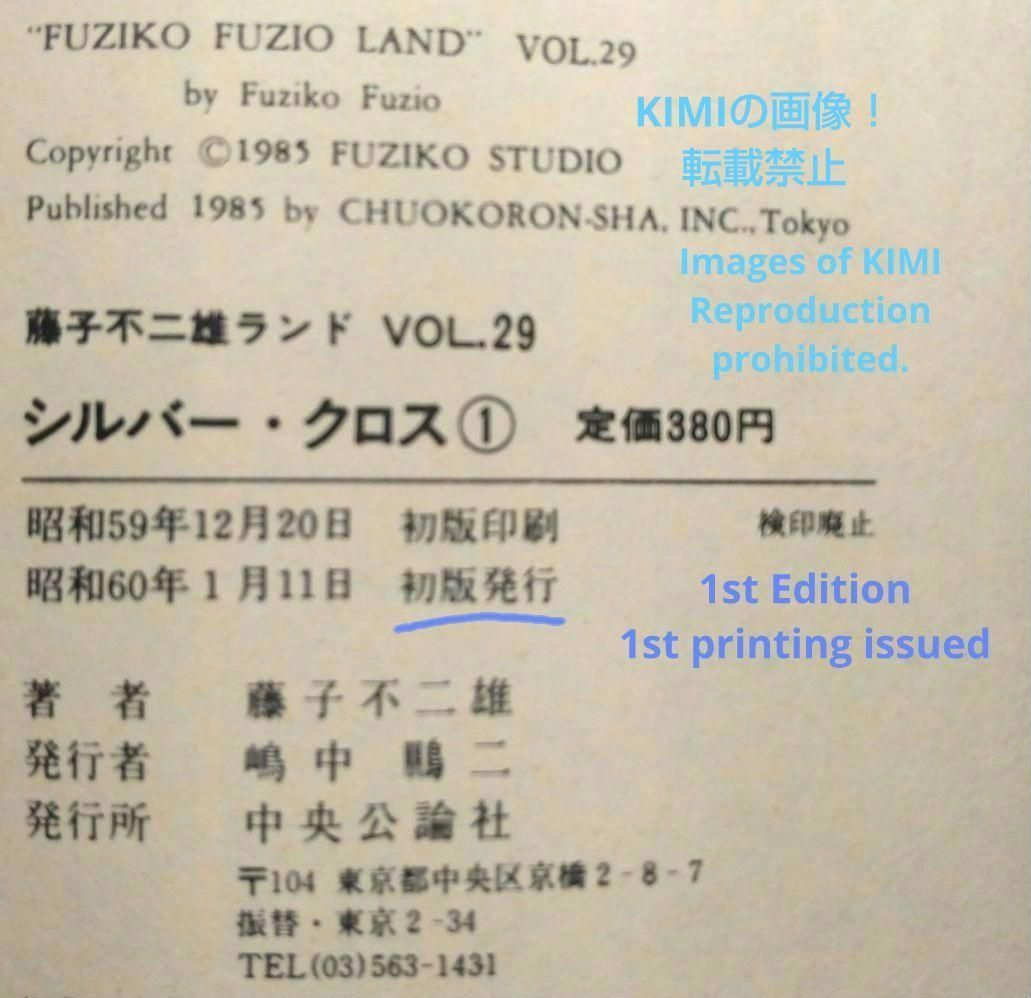 "FUZIKO FUZIO LAND" VOL.29
by Fuziko Fuzio
Copyright ©1985 FUZIKO STUDIO
Published 1985 by CHUOKORON-SHA, INC., Tokyo
KIMIの画像！
転載禁止
Images of KIMI
Reproduction
prohibited.
藤子不二雄ランド VOL.29
シルバー・クロス① 定価380円
昭和59年12月20日 初版印刷 検印廃止
昭和60年1月11日 初版発行
1st Edition
1st printing issued
著者 藤子不二雄
発行者 嶋中鵬二
発行所 中央公論社
〒104 東京都中央区京橋2-8-7
振替・東京2-34
TEL(03)563-1431